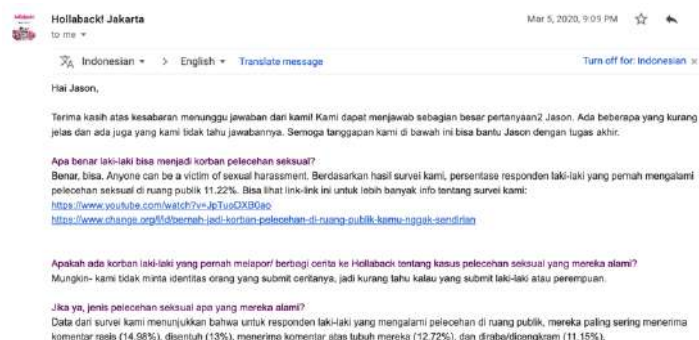 Hollaback! Jakarta
Mar 5, 2020, 9:09 PM
to me
Indonesian > English Translate message
Turn off for: Indonesian x
Hai Jason,
Terima kasih atas kesabaran menunggu jawaban dari kami! Kami dapat menjawab sebagian besar pertanyaan2 Jason. Ada beberapa yang kurang
jelas dan ada juga yang kami tidak tahu jawabannya. Semoga tanggapan kami di bawah ini bisa bantu Jason dengan tugas akhir.
Apa benar laki-laki bisa menjadi korban pelecehan seksual?
Benar, bisa. Anyone can be a victim of sexual harassment. Berdasarkan hasil survei kami, persentase responden laki-laki yang pernah mengalami
pelecehan seksual di ruang publik 11.22%. Bisa lihat link-link ini untuk lebih banyak info tentang survei kami:
https://www.youtube.com/watch?v=JpTuoDXB0ao
https://www.change.org/l/id/pernah-jadi-korban-pelecehan-di-ruang-publik-kamu-nggak-sendirian
Apakah ada korban laki-laki yang pernah melapor/ berbagi cerita ke Hollaback tentang kasus pelecehan seksual yang mereka alami?
Mungkin- kami tidak minta identitas orang yang submit ceritanya, jadi kurang tahu kalau yang submit laki-laki atau perempuan.
Jika ya, jenis pelecehan seksual apa yang mereka alami?
Data dari survei kami menunjukkan bahwa untuk responden laki-laki yang mengalami pelecehan di ruang publik, mereka paling sering menerima
komentar rasis (14.98%), disentuh (13%), menerima komentar atas tubuh mereka (12.72%), dan diraba/dicengkram (11.15%).